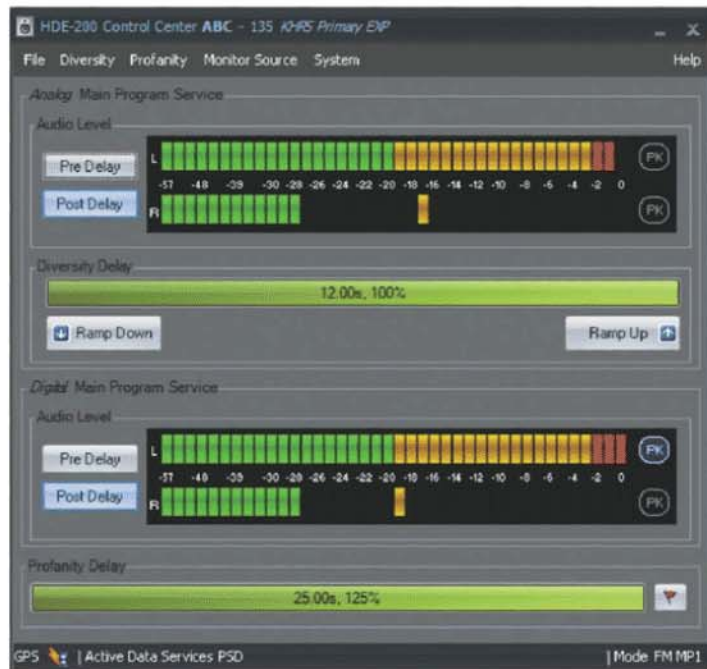 HDE-200 Control Center ABC - 135 KHRS Primary EXP
File Diversity Profanity Monitor Source System Help
Analog Main Program Service
Audio Level
Pre Delay
Post Delay
L
PK
-57 -48 -39 -30 -28 -26 -24 -22 -20 -18 -16 -14 -12 -10 -8 -6 -4 -2 0
R
PK
Diversity Delay
12.00s, 100%
Ramp Down
Ramp Up
Digital Main Program Service
Audio Level
Pre Delay
Post Delay
L
PK
-57 -48 -39 -30 -28 -26 -24 -22 -20 -18 -16 -14 -12 -10 -8 -6 -4 -2 0
R
PK
Profanity Delay
25.00s, 125%
GPS | Active Data Services PSD | Mode FM MP1